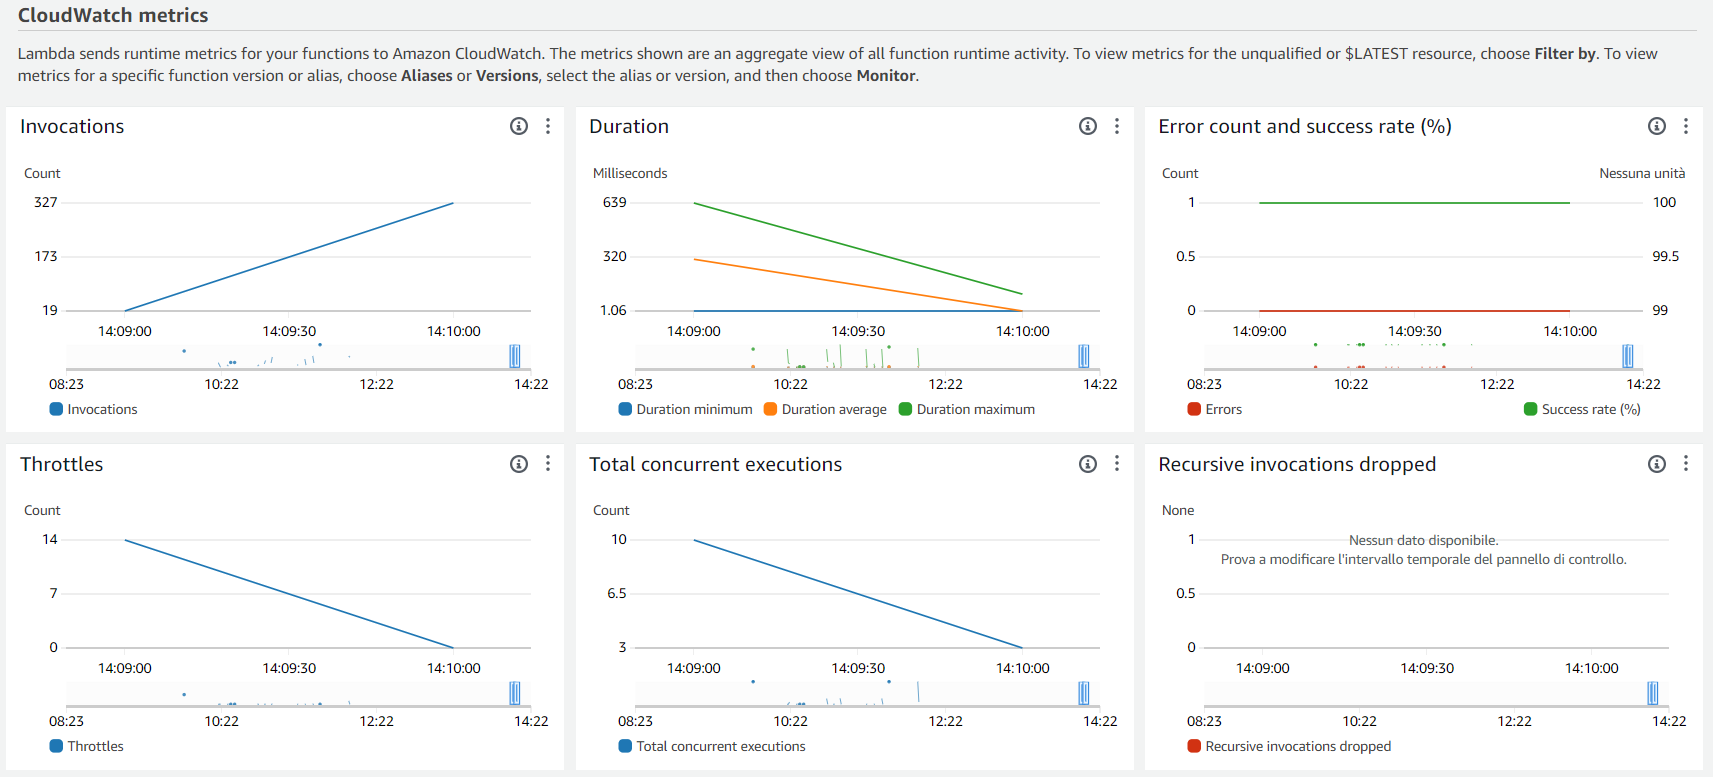 CloudWatch metrics
Lambda sends runtime metrics for your functions to Amazon CloudWatch. The metrics shown are an aggregate view of all function runtime activity. To view metrics for the unqualified or $LATEST resource, choose Filter by. To view
metrics for a specific function version or alias, choose Aliases or Versions, select the alias or version, and then choose Monitor.
Invocations
Count
327
173
19
14:09:00 14:09:30 14:10:00
08:23 10:22 12:22 14:22
Invocations
Duration
Milliseconds
639
320
1.06
14:09:00 14:09:30 14:10:00
08:23 10:22 12:22 14:22
Duration minimum Duration average Duration maximum
Error count and success rate (%)
Count Nessuna unità
1 100
0.5 99.5
0 99
14:09:00 14:09:30 14:10:00
08:23 10:22 12:22 14:22
Errors Success rate (%)
Throttles
Count
14
7
0
14:09:00 14:09:30 14:10:00
08:23 10:22 12:22 14:22
Throttles
Total concurrent executions
Count
10
6.5
3
14:09:00 14:09:30 14:10:00
08:23 10:22 12:22 14:22
Total concurrent executions
Recursive invocations dropped
None
1
Nessun dato disponibile.
Prova a modificare l'intervallo temporale del pannello di controllo.
0.5
0
14:09:00 14:09:30 14:10:00
08:23 10:22 12:22 14:22
Recursive invocations dropped